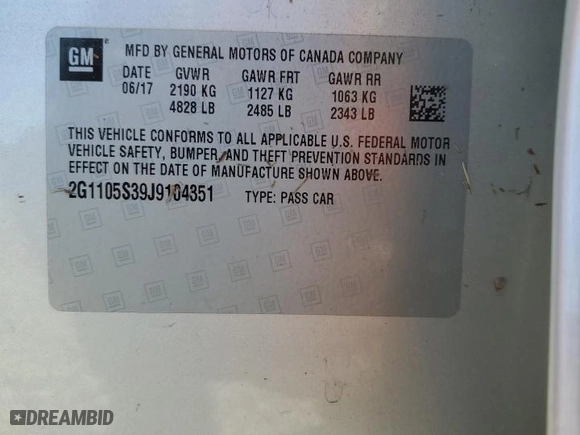 GM
MFD BY GENERAL MOTORS OF CANADA COMPANY
DATE GVWR GAWR FRT GAWR RR
06/17 2190 KG 1127 KG 1063 KG
4828 LB 2485 LB 2343 LB
THIS VEHICLE CONFORMS TO ALL APPLICABLE U.S. FEDERAL MOTOR
VEHICLE SAFETY, BUMPER, AND THEFT PREVENTION STANDARDS IN
EFFECT ON THE DATE OF MANUFACTURE SHOWN ABOVE.
2G1105S39J9104351 TYPE: PASS CAR
DREAMBID